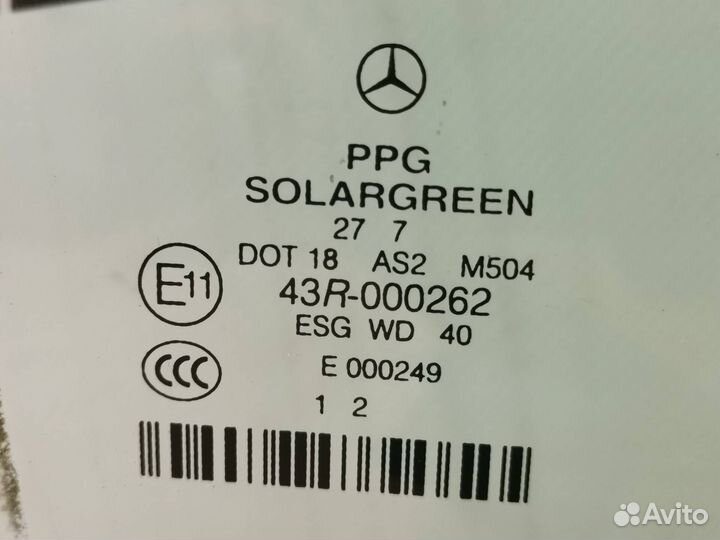 PPG
SOLARGREEN
27 7
DOT 18 AS2 M504
E11 43R-000262
ESG WD 40
CCC E 000249
1 2
Avito